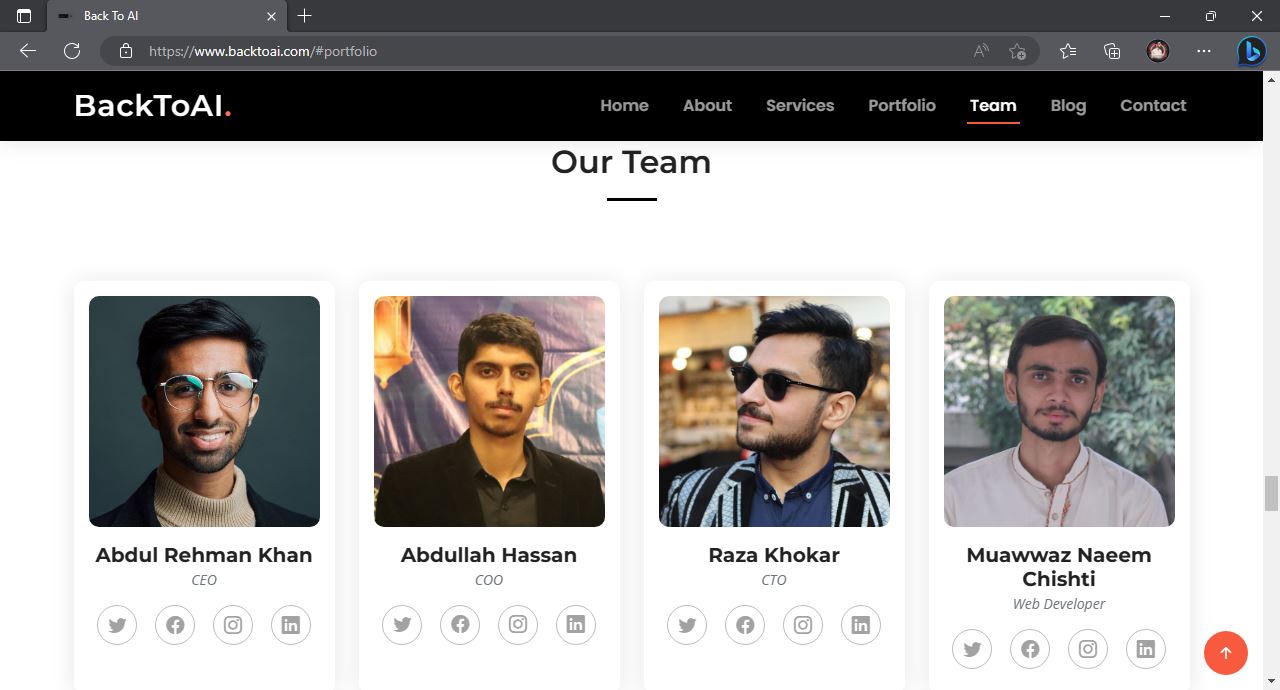 Back To AI
https://www.backtoai.com/#portfolio
BackToAI.
Home About Services Portfolio Team Blog Contact
Our Team
Abdul Rehman Khan
CEO
Abdullah Hassan
COO
Raza Khokar
CTO
Muawwaz Naeem
Chishti
Web Developer